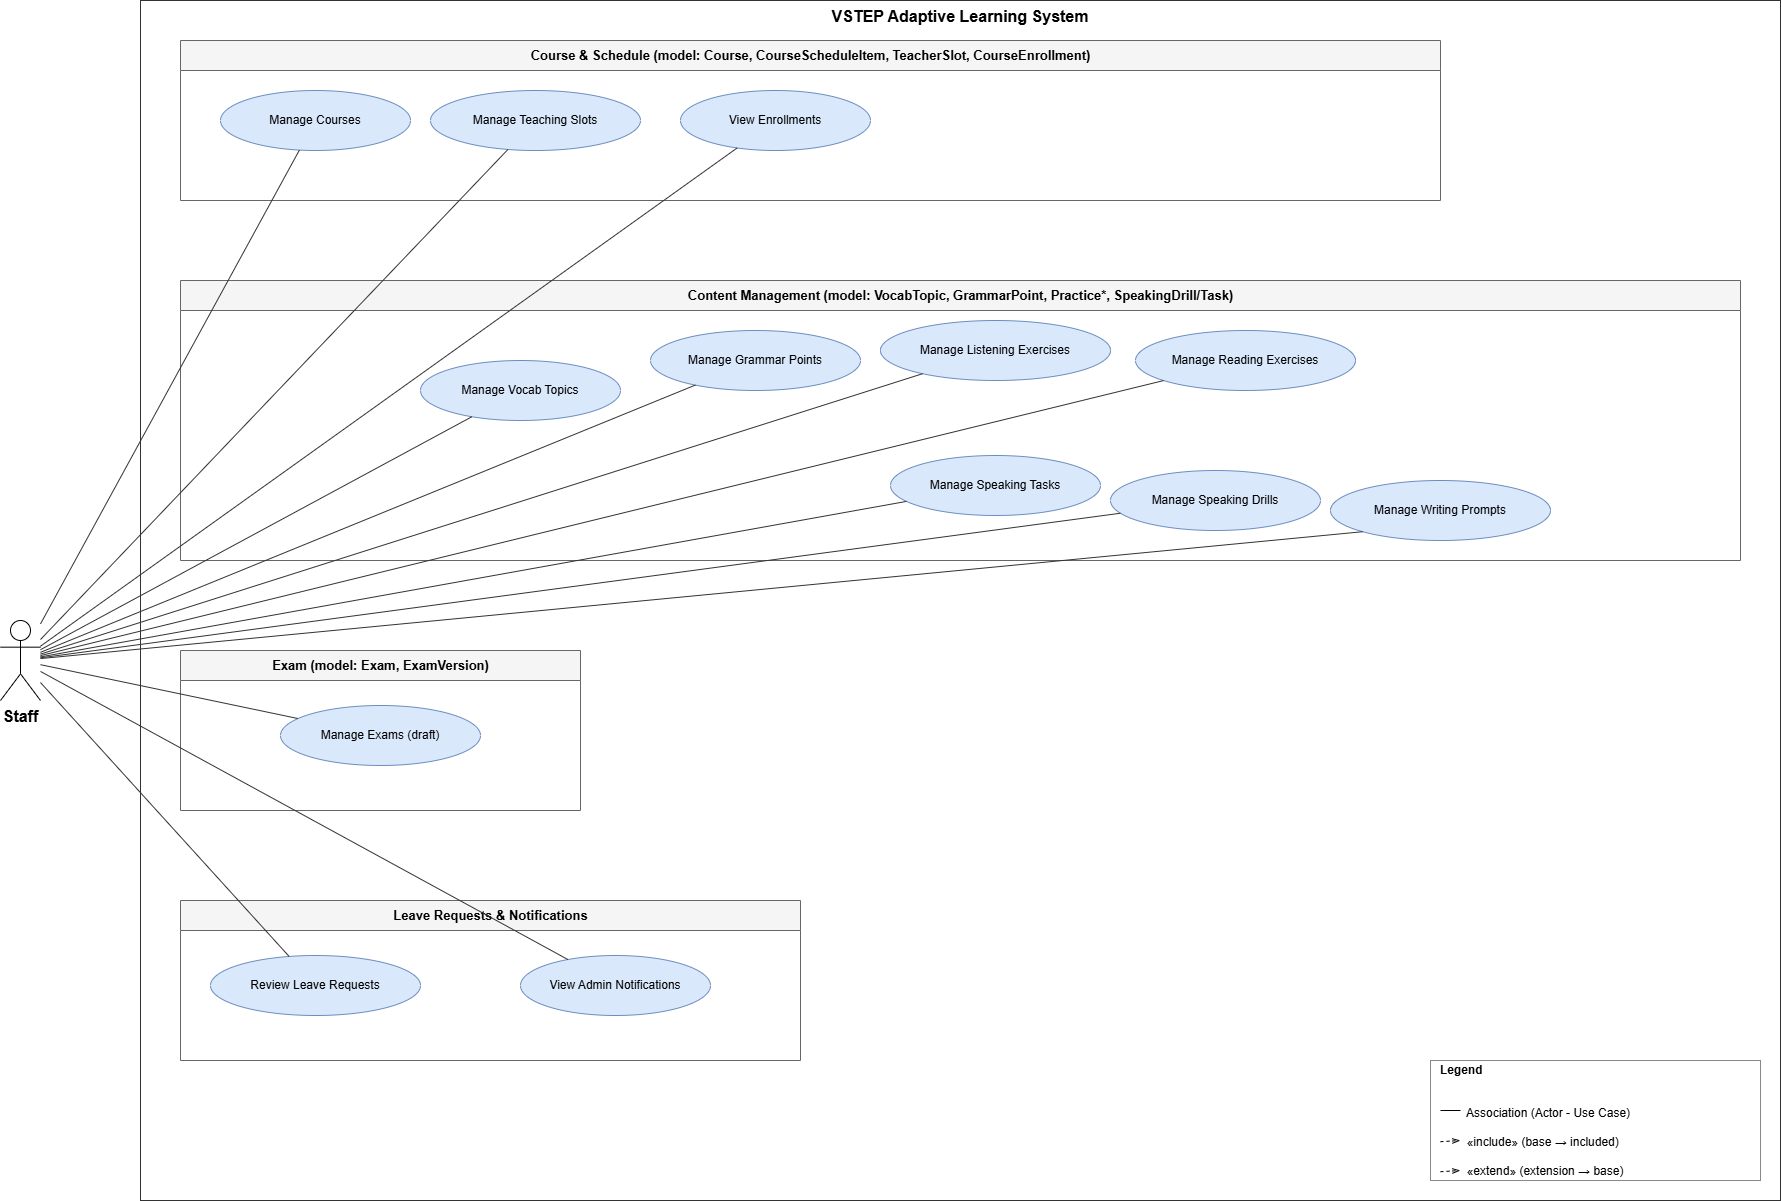 VSTEP Adaptive Learning System
Course & Schedule (model: Course, CourseScheduleItem, TeacherSlot, CourseEnrollment)
Manage Courses
Manage Teaching Slots
View Enrollments
Content Management (model: VocabTopic, GrammarPoint, Practice*, SpeakingDrill/Task)
Manage Vocab Topics
Manage Grammar Points
Manage Listening Exercises
Manage Reading Exercises
Manage Speaking Tasks
Manage Speaking Drills
Manage Writing Prompts
Staff
Exam (model: Exam, ExamVersion)
Manage Exams (draft)
Leave Requests & Notifications
Review Leave Requests
View Admin Notifications
Legend
Association (Actor - Use Case)
«include» (base → included)
«extend» (extension → base)